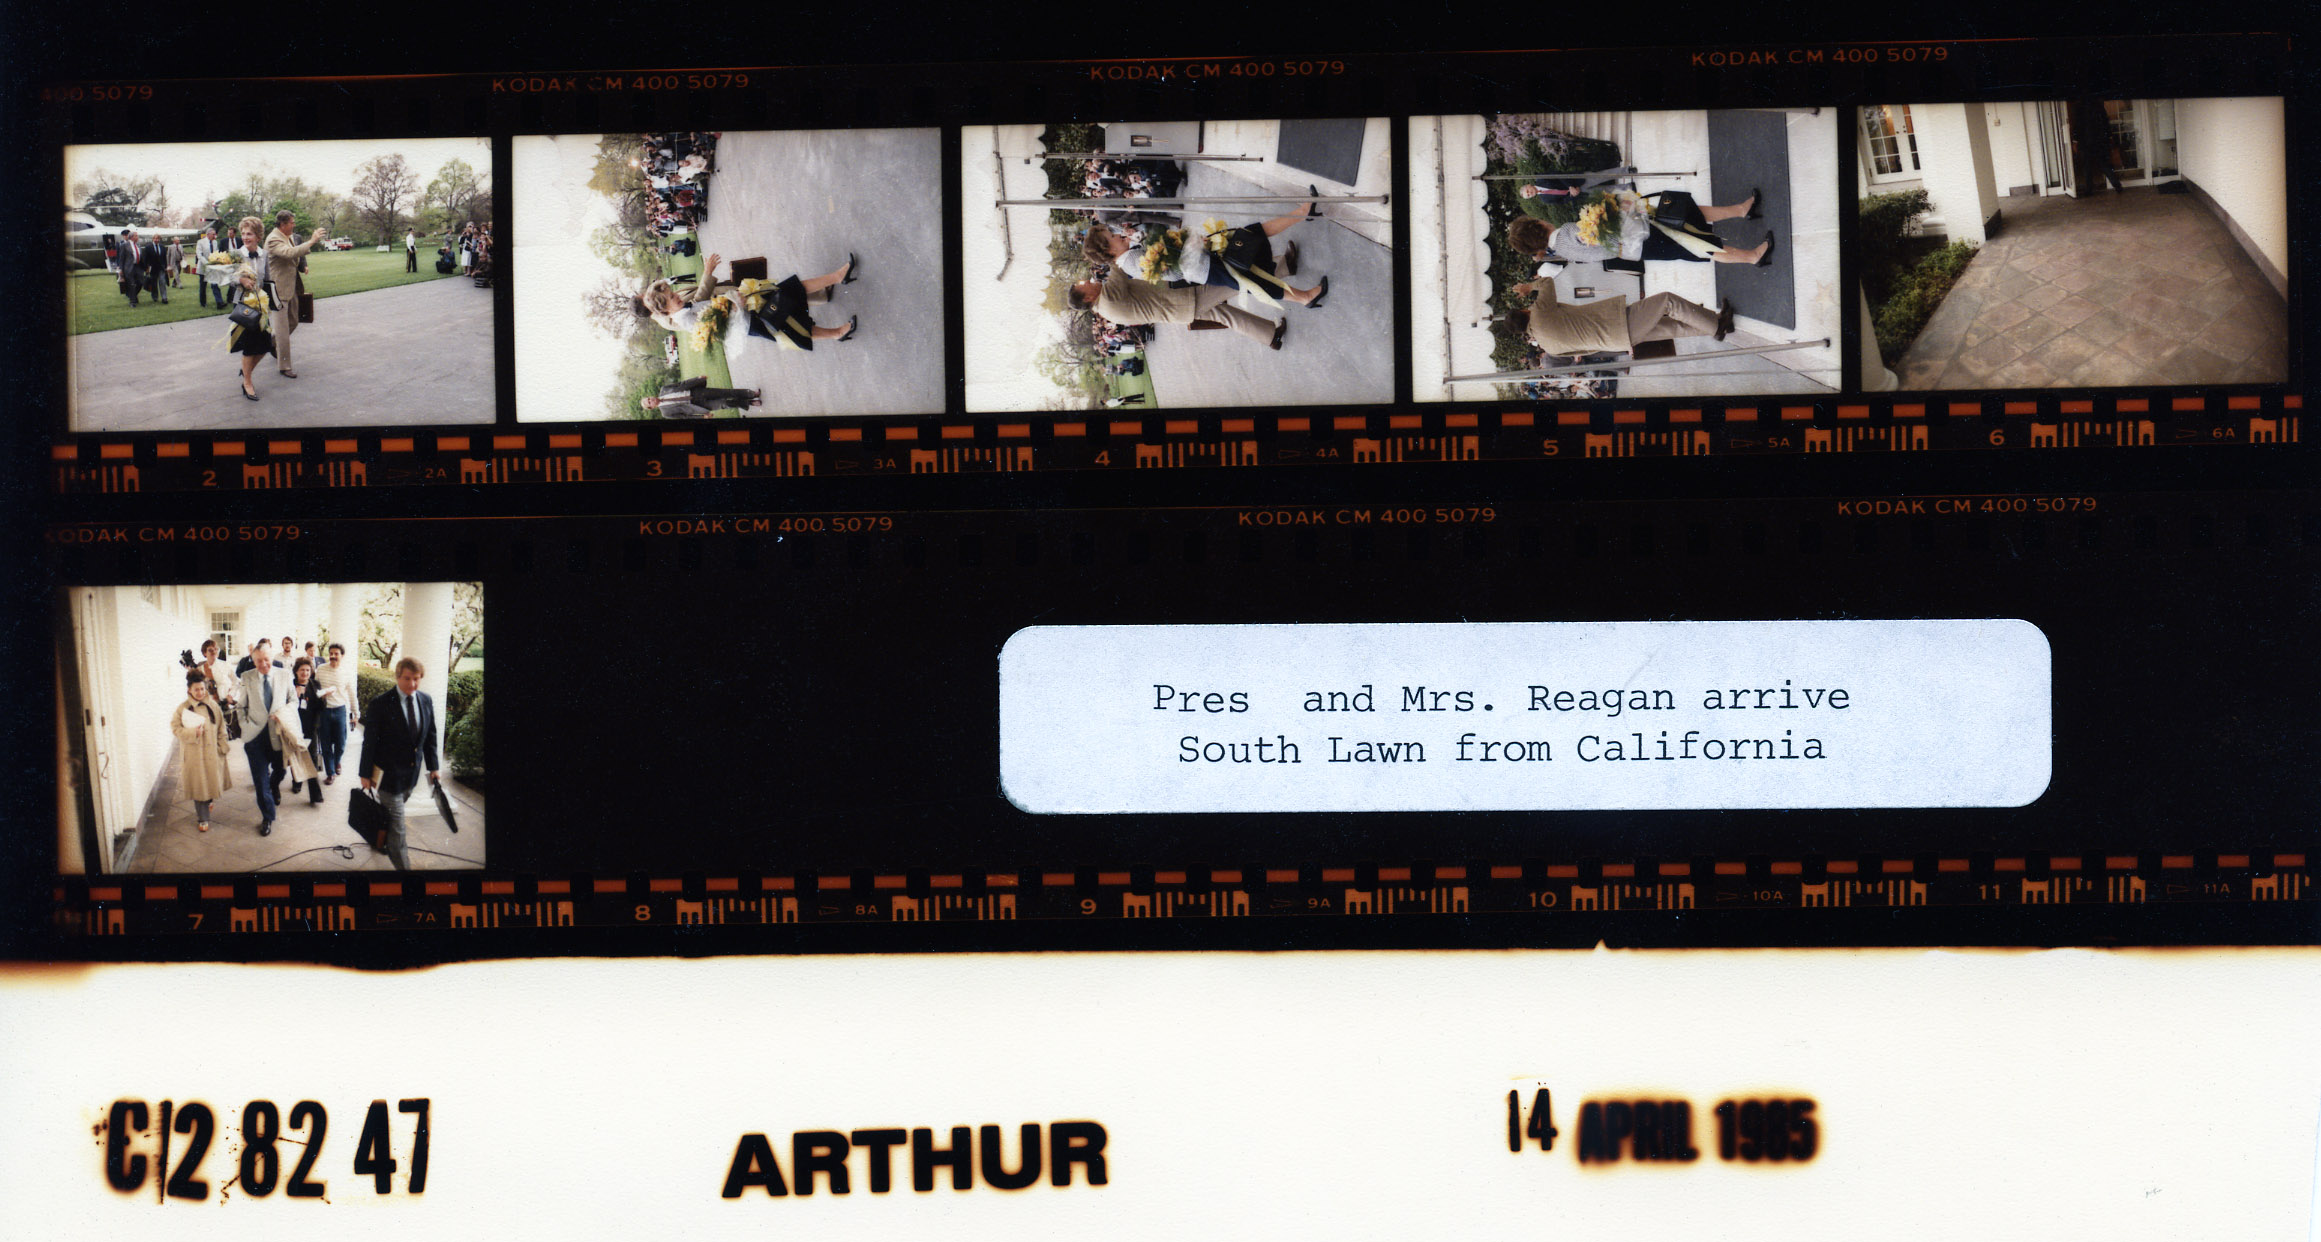 400 5079
KODAK CM 400 5079
KODAK CM 400 5079
KODAK CM 400 5079
2 2A 3 3A 4 4A 5 5A 6 6A
KODAK CM 400 5079
KODAK CM 400 5079
KODAK CM 400 5079
KODAK CM 400 5079
Pres and Mrs. Reagan arrive
South Lawn from California
7 7A 8 8A 9 9A 10 10A 11 11A
C12 82 47
ARTHUR
14 APRIL 1985